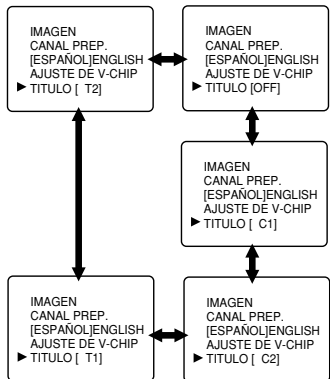 IMAGEN
CANAL PREP.
[ESPAÑOL]ENGLISH
AJUSTE DE V-CHIP
TITULO [ T2]
IMAGEN
CANAL PREP.
[ESPAÑOL]ENGLISH
AJUSTE DE V-CHIP
TITULO [OFF]
IMAGEN
CANAL PREP.
[ESPAÑOL]ENGLISH
AJUSTE DE V-CHIP
TITULO [ C1]
IMAGEN
CANAL PREP.
[ESPAÑOL]ENGLISH
AJUSTE DE V-CHIP
TITULO [ T1]
IMAGEN
CANAL PREP.
[ESPAÑOL]ENGLISH
AJUSTE DE V-CHIP
TITULO [ C2]